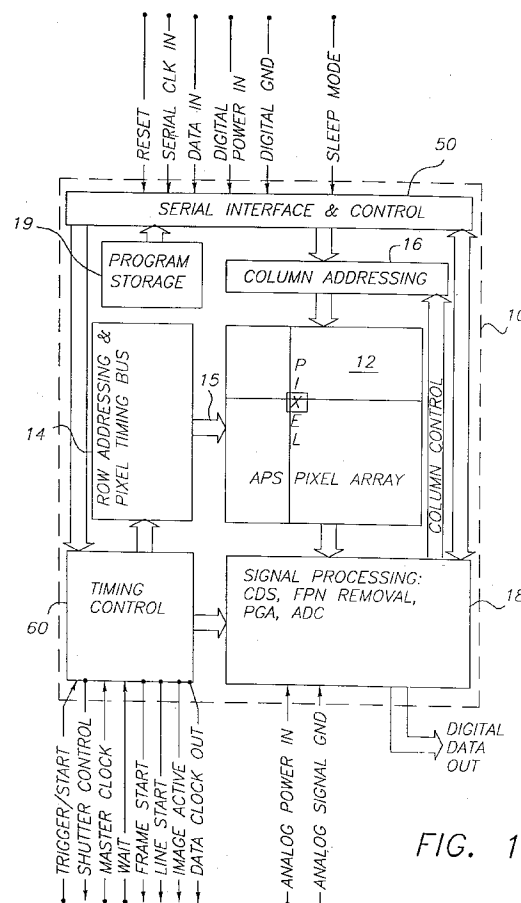 RESET
SERIAL CLK IN
DATA IN
DIGITAL
POWER IN
DIGITAL GND
SLEEP MODE
50
SERIAL INTERFACE & CONTROL
19
PROGRAM
STORAGE
16
COLUMN ADDRESSING
10
14
ROW ADDRESSING &
PIXEL TIMING BUS
15
PIXEL
12
APS PIXEL ARRAY
COLUMN CONTROL
60
TIMING
CONTROL
SIGNAL PROCESSING:
CDS, FPN REMOVAL,
PGA, ADC
18
TRIGGER/START
SHUTTER CONTROL
MASTER CLOCK
WAIT
FRAME START
LINE START
IMAGE ACTIVE
DATA CLOCK OUT
ANALOG POWER IN
ANALOG SIGNAL GND
DIGITAL
DATA
OUT
FIG. 1